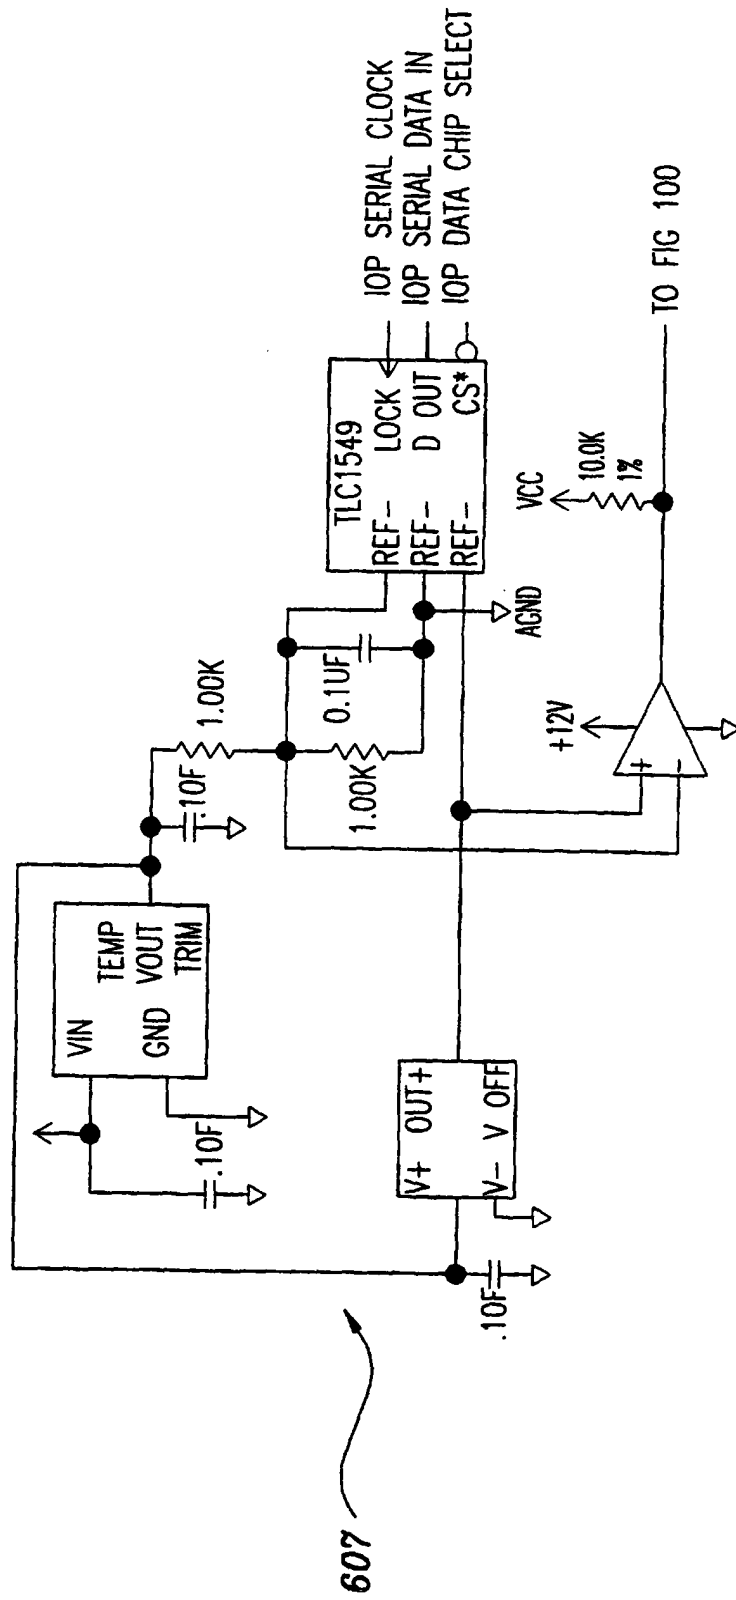 607
VIN
GND
TEMP
VOUT
TRIM
.10F
.10F
1.00K
V+
OUT+
V-
V OFF
.10F
0.1UF
1.00K
TLC1549
REF-
REF-
REF-
LOCK
D OUT
CS*
IOP SERIAL CLOCK
IOP SERIAL DATA IN
IOP DATA CHIP SELECT
AGND
+12V
+
-
VCC
10.0K
1%
TO FIG 100